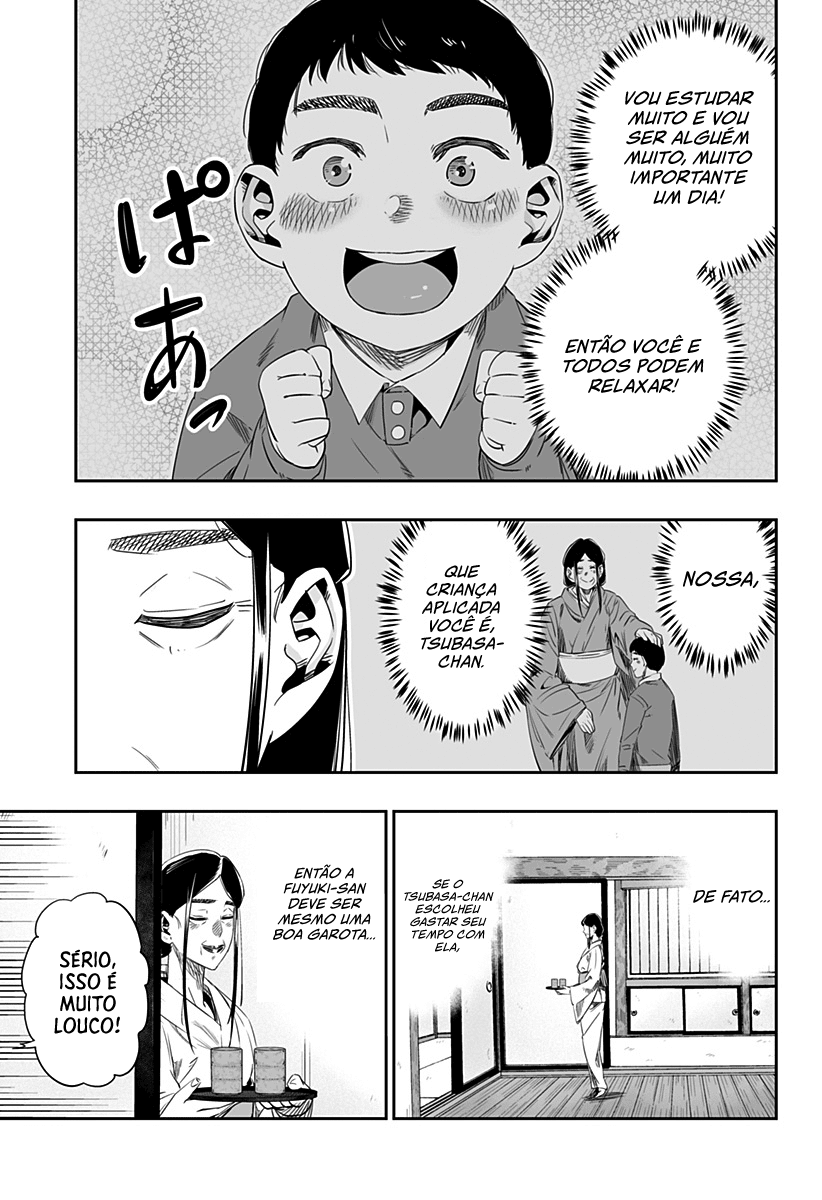 VOU ESTUDAR
MUITO E VOU
SER ALGUÉM
MUITO, MUITO
IMPORTANTE
UM DIA!
ENTÃO VOCÊ E
TODOS PODEM
RELAXAR!
ぱあっ
NOSSA,
QUE
CRIANÇA
APLICADA
VOCÊ É,
TSUBASA-
CHAN.
DE FATO...
SE O
TSUBASA-CHAN
ESCOLHEU
GASTAR SEU
TEMPO COM
ELA,
ENTÃO A
FUYUKI-SAN
DEVE SER
MESMO UMA
BOA GAROTA...
SÉRIO,
ISSO É
MUITO
LOUCO!